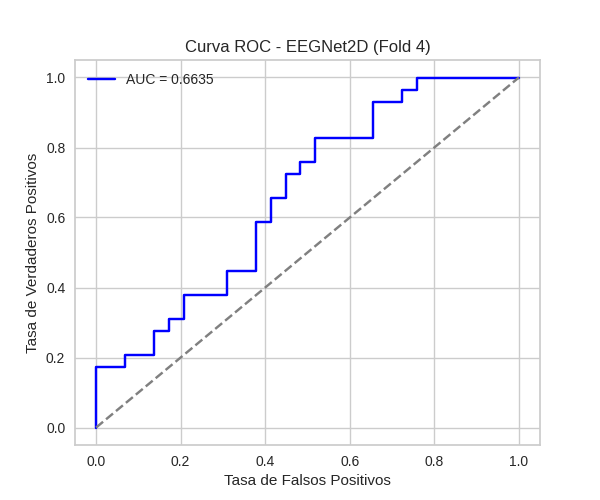 Curva ROC - EEGNet2D (Fold 4)
AUC = 0.6635
Tasa de Verdaderos Positivos
1.0
0.8
0.6
0.4
0.2
0.0
0.0 0.2 0.4 0.6 0.8 1.0
Tasa de Falsos Positivos